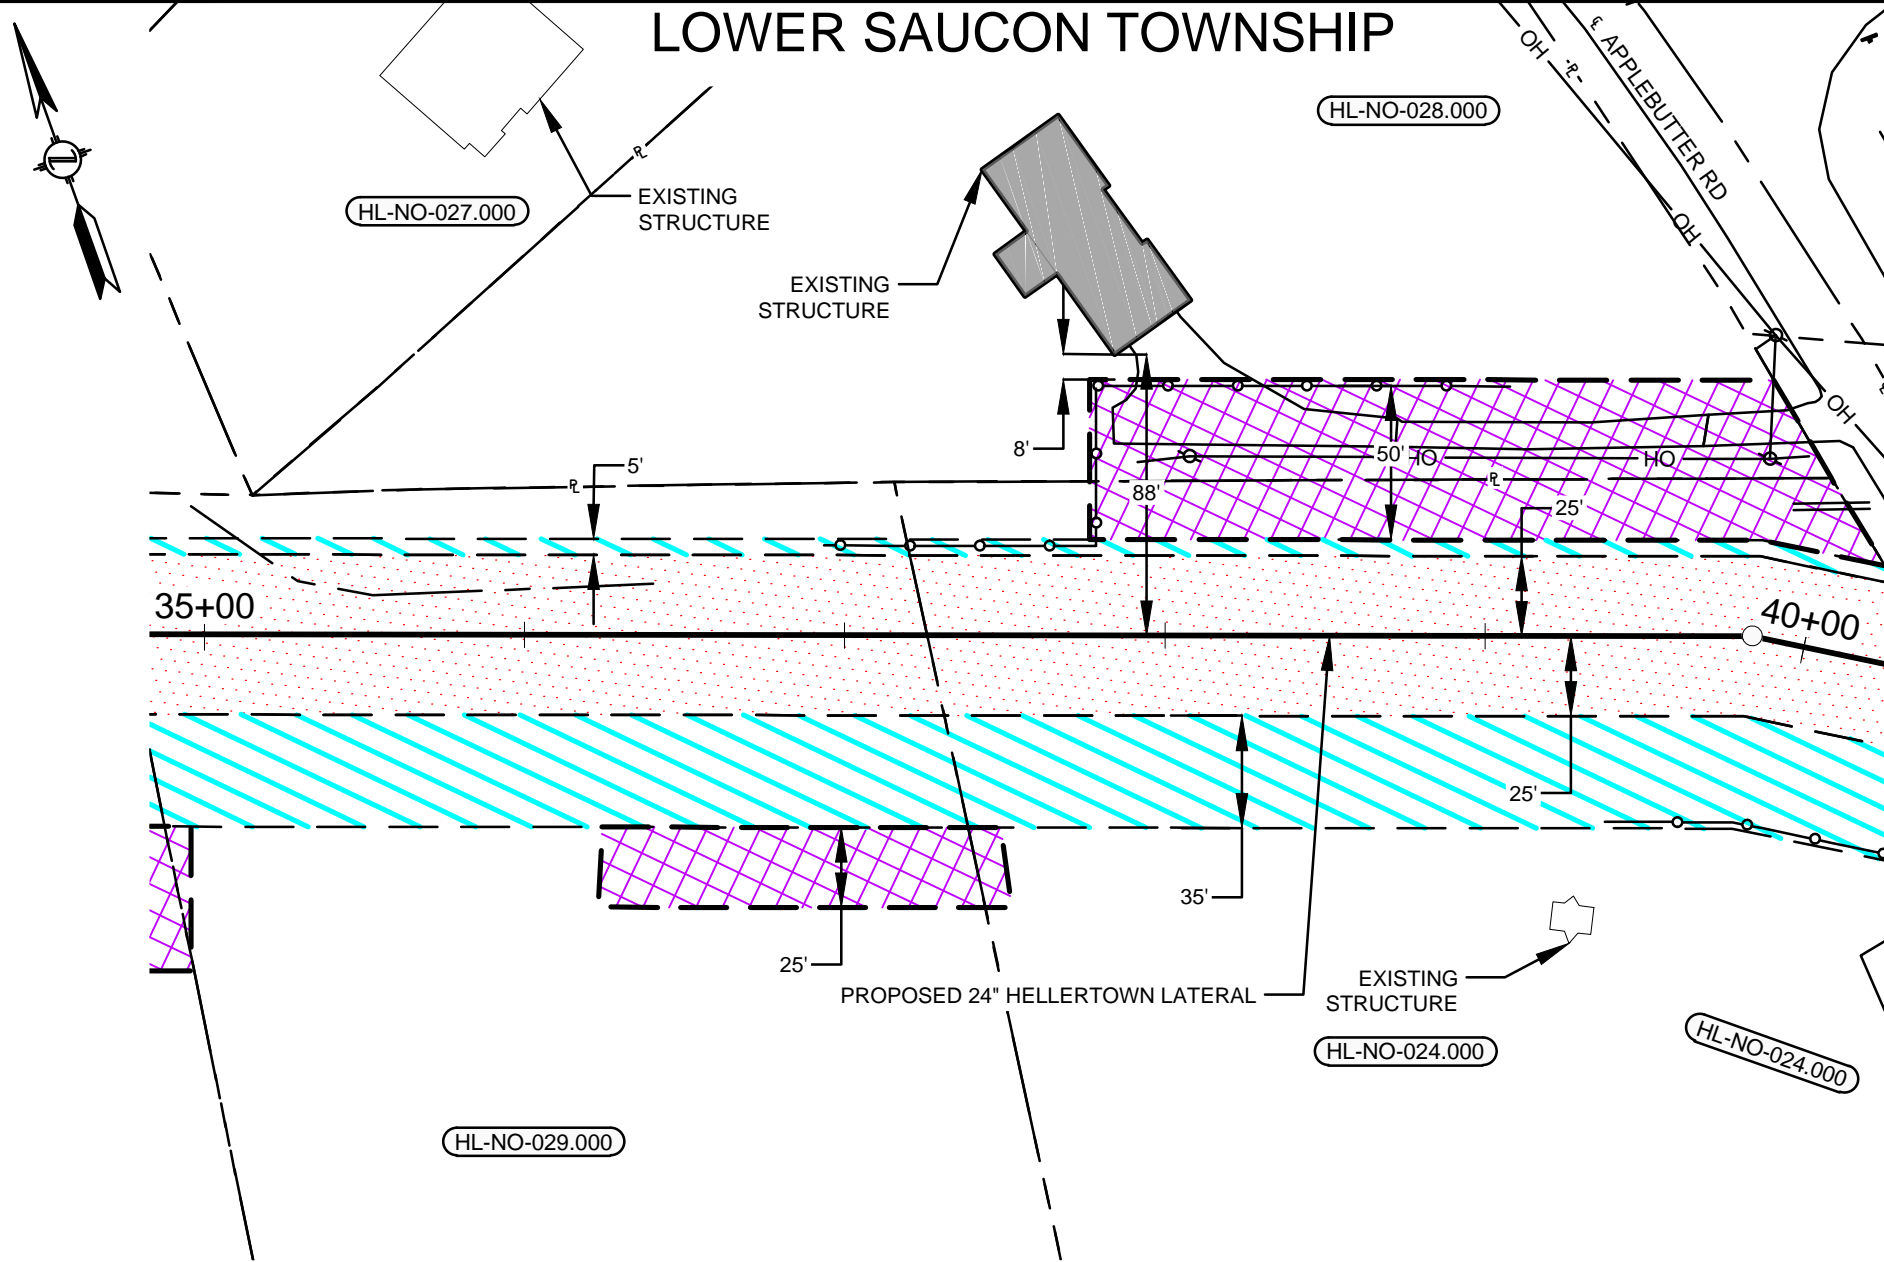 LOWER SAUCON TOWNSHIP
℄ APPLEBUTTER RD
OH
℞
HL-NO-028.000
℞
HL-NO-027.000
EXISTING
STRUCTURE
OH
EXISTING
STRUCTURE
OH
8'
50'
HO
HO
5'
℞
88'
℞
25'
35+00
40+00
25'
35'
25'
PROPOSED 24" HELLERTOWN LATERAL
EXISTING
STRUCTURE
HL-NO-024.000
HL-NO-024.000
HL-NO-029.000